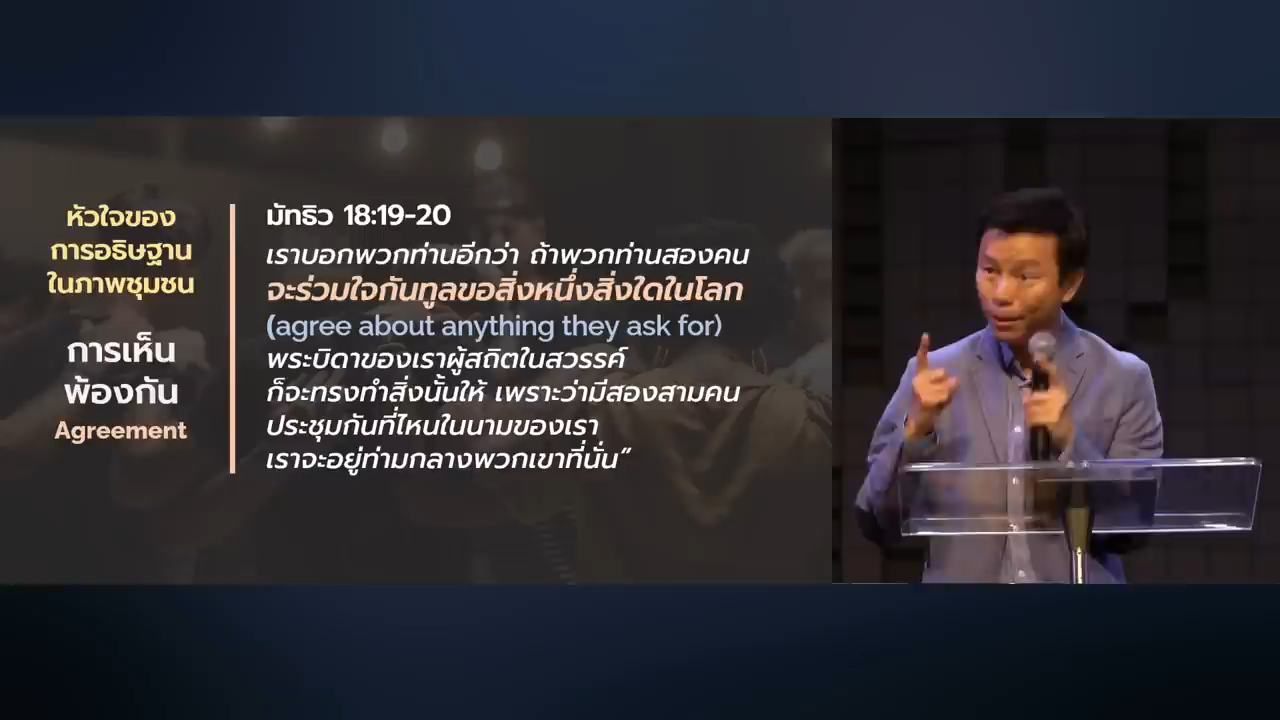 หัวใจของ
การอธิษฐาน
ในภาพชุมชน
การเห็น
พ้องกัน
Agreement
มัทธิว 18:19-20
เราบอกพวกท่านอีกว่า ถ้าพวกท่านสองคน
จะร่วมใจกันทูลขอสิ่งหนึ่งสิ่งใดในโลก
(agree about anything they ask for)
พระบิดาของเราผู้สถิตในสวรรค์
ก็จะทรงทำสิ่งนั้นให้ เพราะว่ามีสองสามคน
ประชุมกันที่ไหนในนามของเรา
เราจะอยู่ท่ามกลางพวกเขาที่นั่น”